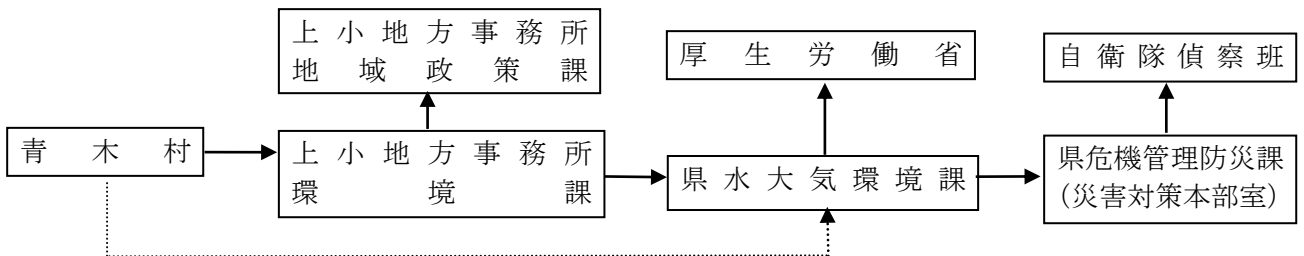 上小地方事務所
地域政策課
厚生労働省
自衛隊偵察班
青木村
上小地方事務所
環境課
県水大気環境課
県危機管理防災課
(災害対策本部室)